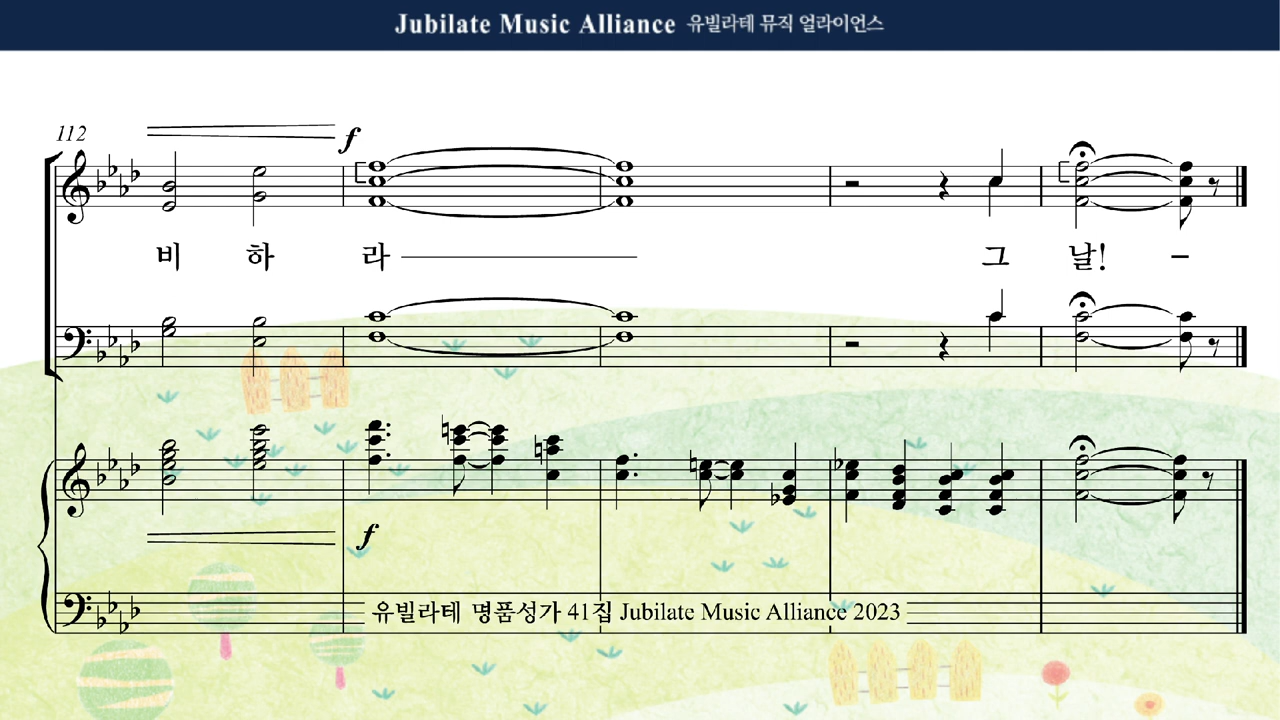 Jubilate Music Alliance 유빌라테 뮤직 얼라이언스
112
f
비 하 라 그 날! –
f
유빌라테 명품성가 41집 Jubilate Music Alliance 2023